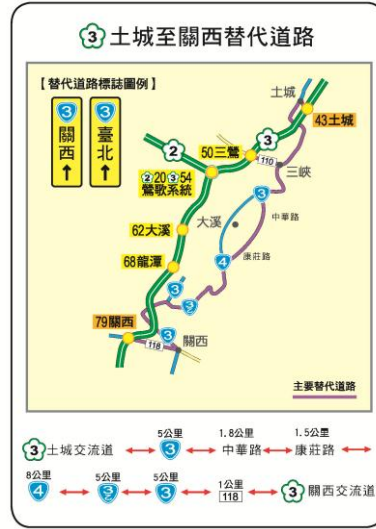 3 土城至關西替代道路
【替代道路標誌圖例】
3 關西 ↑
3 臺北 ↑
土城
43土城
3
50三鶯
110
2
三峽
2 20 3 54
鶯歌系統
3
中華路
大溪
62大溪
康莊路
4
68龍潭
3
3乙
79關西
3
118
關西
主要替代道路
5公里 1.8公里 1.5公里
3 土城交流道 ↔ 3 ↔ 中華路 ↔ 康莊路 ↔
8公里 5公里 5公里 1公里
4 ↔ 3乙 ↔ 3 ↔ 118 ↔ 3 關西交流道